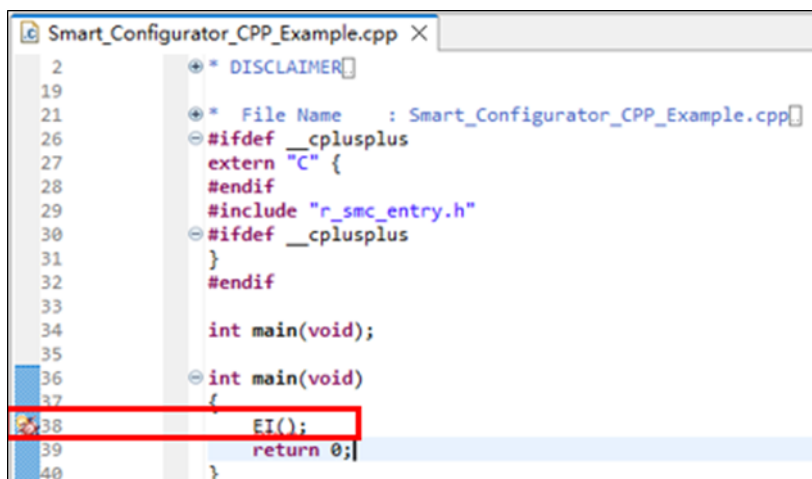 Smart_Configurator_CPP_Example.cpp
2 * DISCLAIMER
19
21 * File Name : Smart_Configurator_CPP_Example.cpp
26 #ifdef __cplusplus
27 extern "C" {
28 #endif
29 #include "r_smc_entry.h"
30 #ifdef __cplusplus
31 }
32 #endif
33
34 int main(void);
35
36 int main(void)
37 {
38 EI();
39 return 0;
40 }